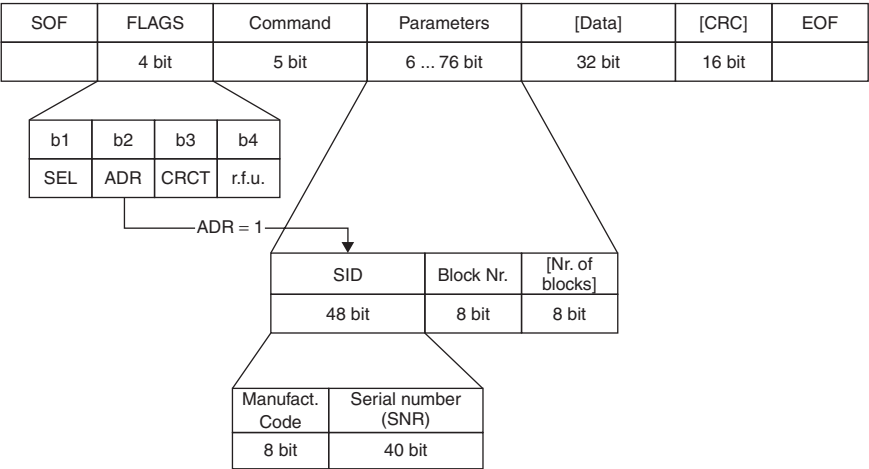 SOF FLAGS Command Parameters [Data] [CRC] EOF
4 bit 5 bit 6 ... 76 bit 32 bit 16 bit
b1 b2 b3 b4
SEL ADR CRCT r.f.u.
ADR = 1
SID Block Nr. [Nr. of
blocks]
48 bit 8 bit 8 bit
Manufact. Serial number
Code (SNR)
8 bit 40 bit